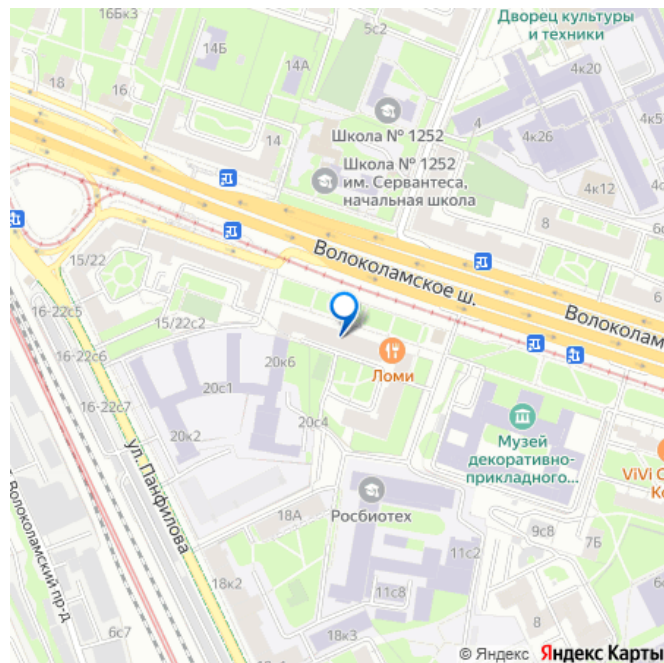 Дворец культуры
и техники
16Бк3
5с2
14Б
14А
4к20
18
16
4к5
4
4к26
Школа № 1252
14
Школа № 1252
им. Сервантеса,
начальная школа
4к12
8
Волоколамское ш.
15/22
16-22с5
15/22с2
Волоколам
16-22с6
20к6
Ломи
20с1
16-22с7
20с4
20к2
Музей
декоративно-
прикладного...
ViVi C
Ко
ул. Панфилова
Волоколамский пр-д
Росбиотех
18А
9с8
7Б
11с2
18к2
11с8
8
6с7
18к3
© Яндекс Яндекс Карты